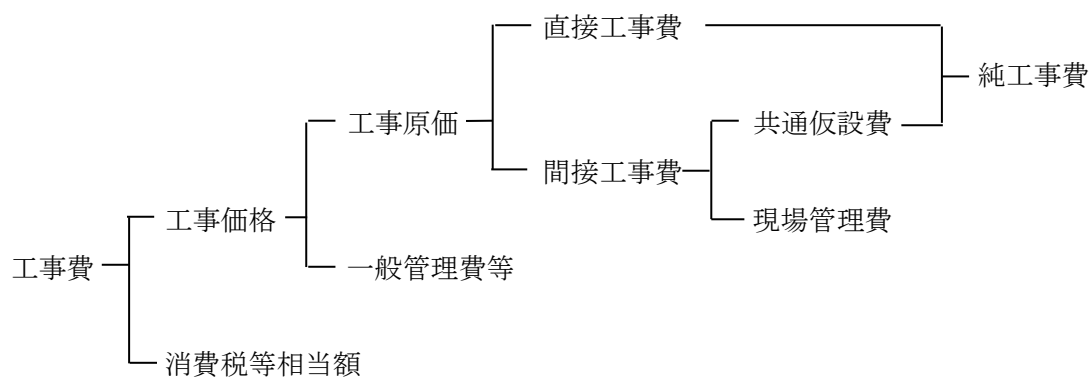 直接工事費
純工事費
工事原価
共通仮設費
間接工事費
工事価格
現場管理費
工事費
一般管理費等
消費税等相当額